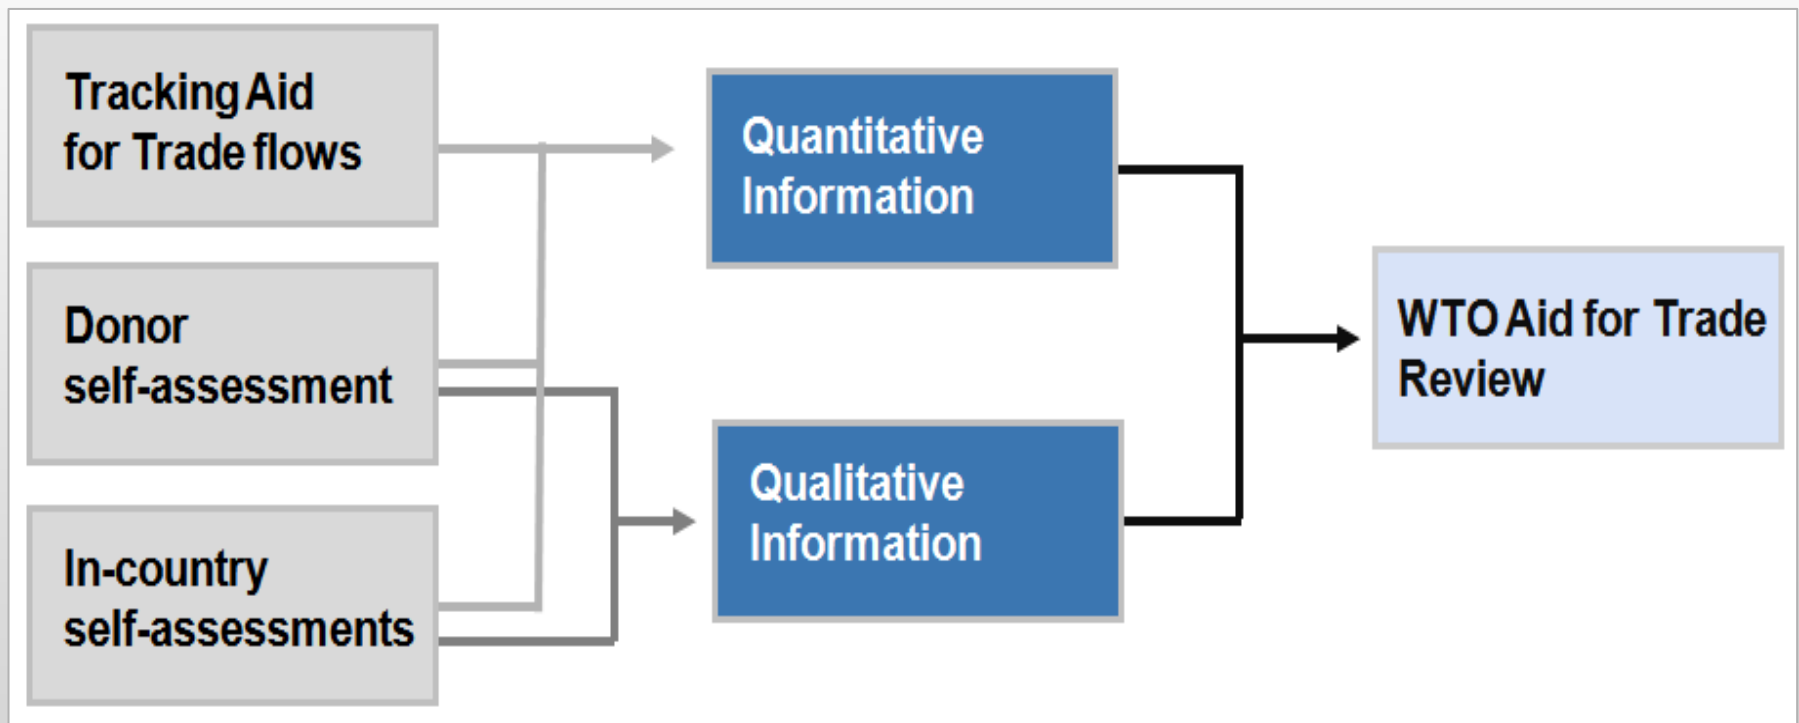 Tracking Aid
for Trade flows
Donor
self-assessment
In-country
self-assessments
Quantitative
Information
Qualitative
Information
WTO Aid for Trade
Review